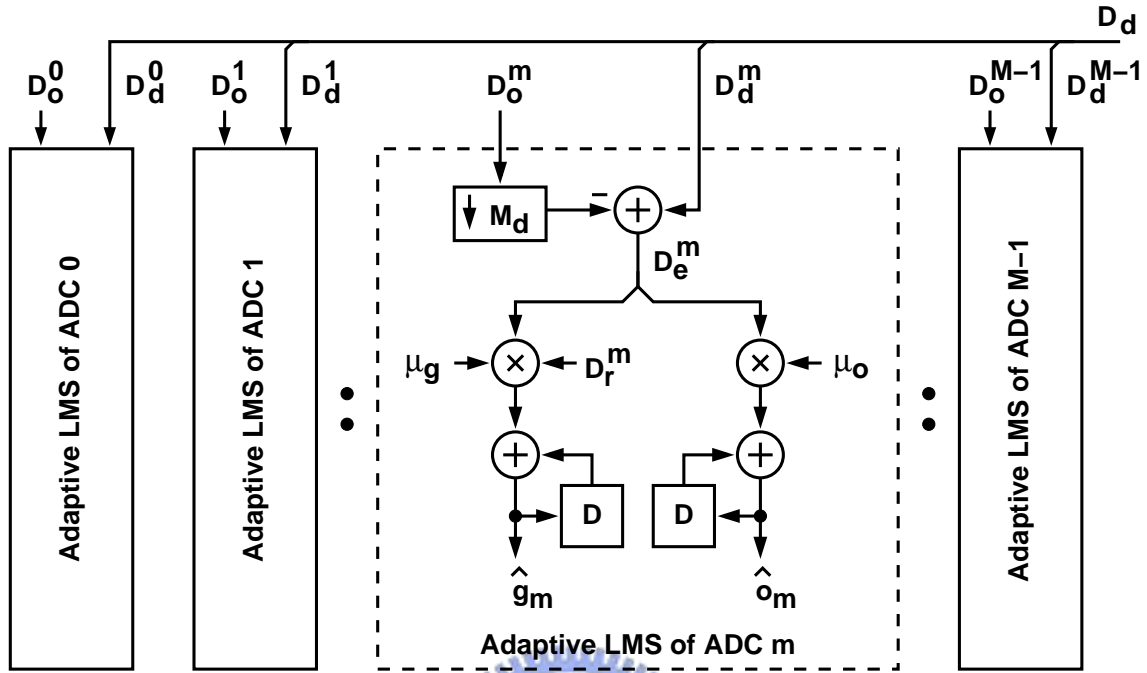 D_d
D_o^0 D_d^0 D_o^1 D_d^1 D_o^m D_d^m D_o^{M−1} D_d^{M−1}
↓ M_d − +
D_e^m
μ_g × D_r^m × μ_o
+ +
D D
ĝ_m ô_m
Adaptive LMS of ADC m
Adaptive LMS of ADC 0
Adaptive LMS of ADC 1
Adaptive LMS of ADC M−1